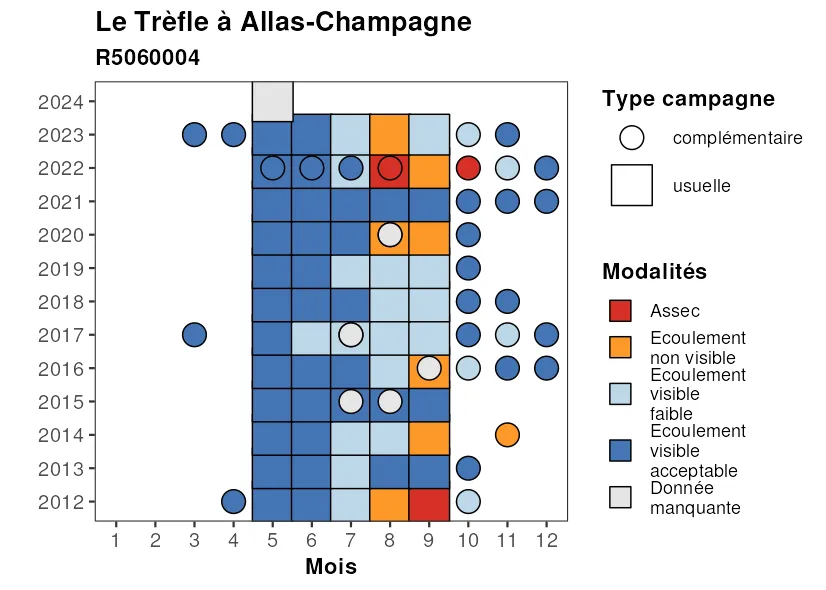 Le Trèfle à Allas-Champagne
R5060004
2024
2023
2022
2021
2020
2019
2018
2017
2016
2015
2014
2013
2012
1 2 3 4 5 6 7 8 9 10 11 12
Mois
Type campagne
complémentaire
usuelle
Modalités
Assec
Ecoulement
non visible
Ecoulement
visible
faible
Ecoulement
visible
acceptable
Donnée
manquante